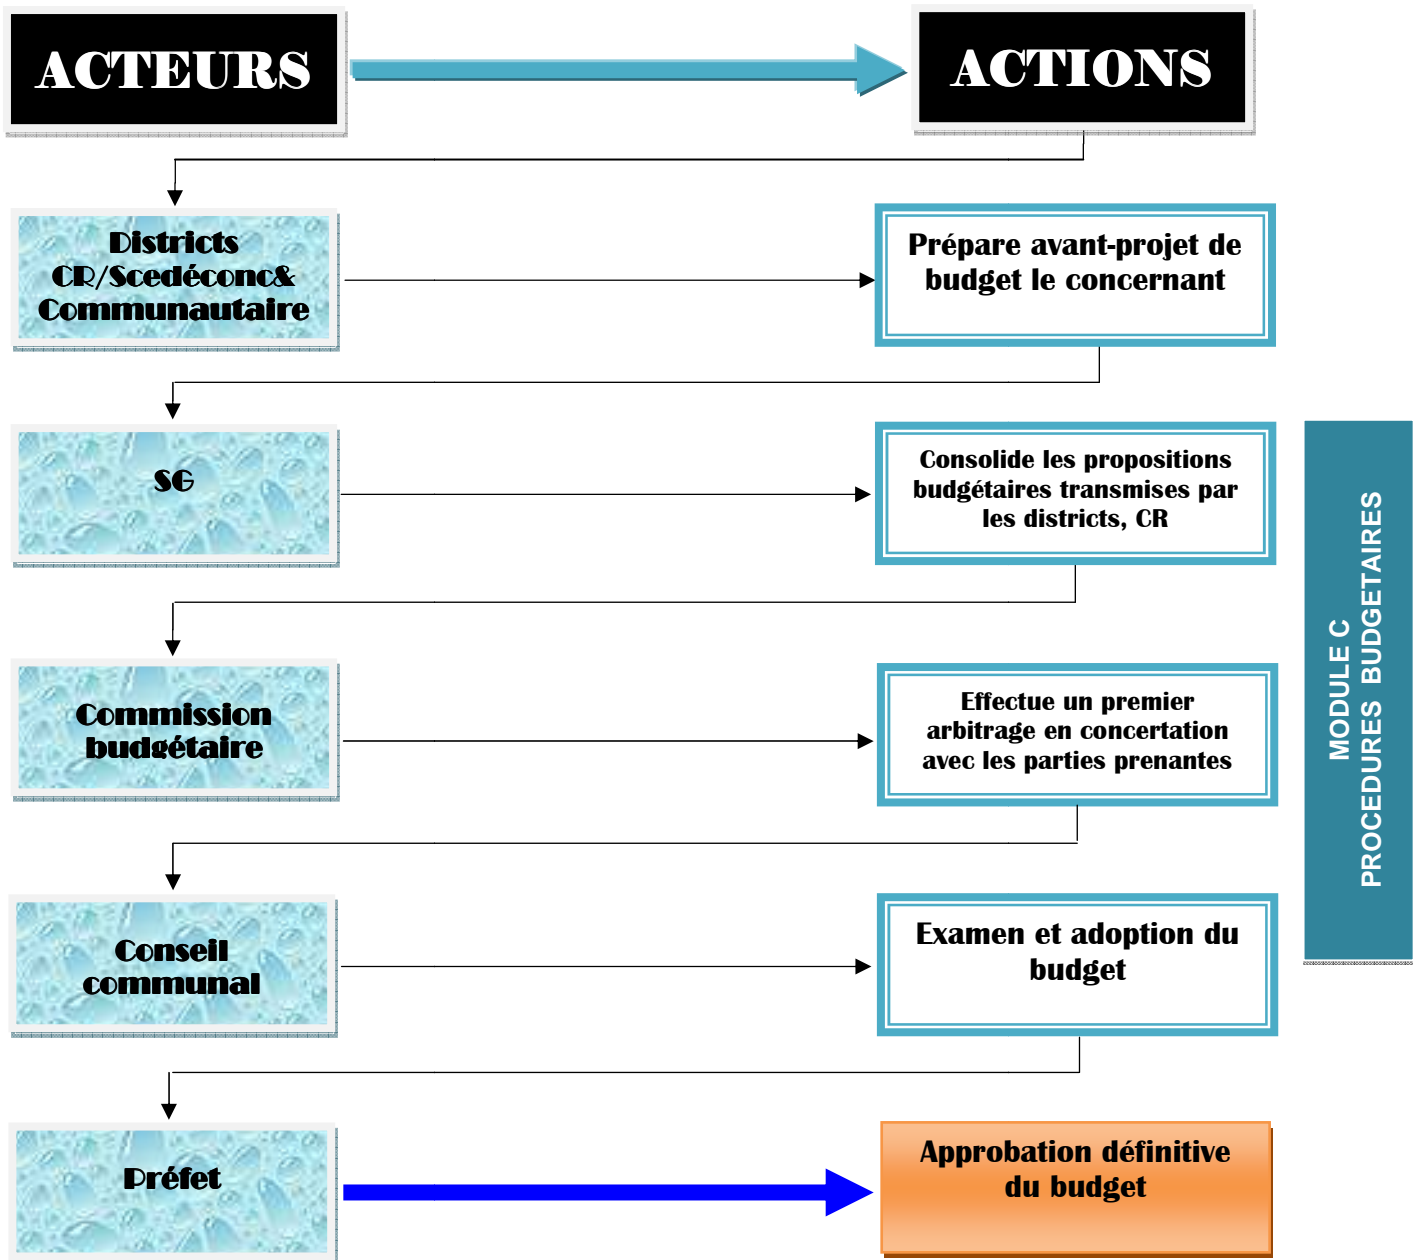 ACTEURS
ACTIONS
Districts
CR/Scedéconc&
Communautaire
Prépare avant-projet de
budget le concernant
SG
Consolide les propositions
budgétaires transmises par
les districts, CR
Commission
budgétaire
Effectue un premier
arbitrage en concertation
avec les parties prenantes
Conseil
communal
Examen et adoption du
budget
Préfet
Approbation définitive
du budget
MODULE C
PROCEDURES BUDGETAIRES